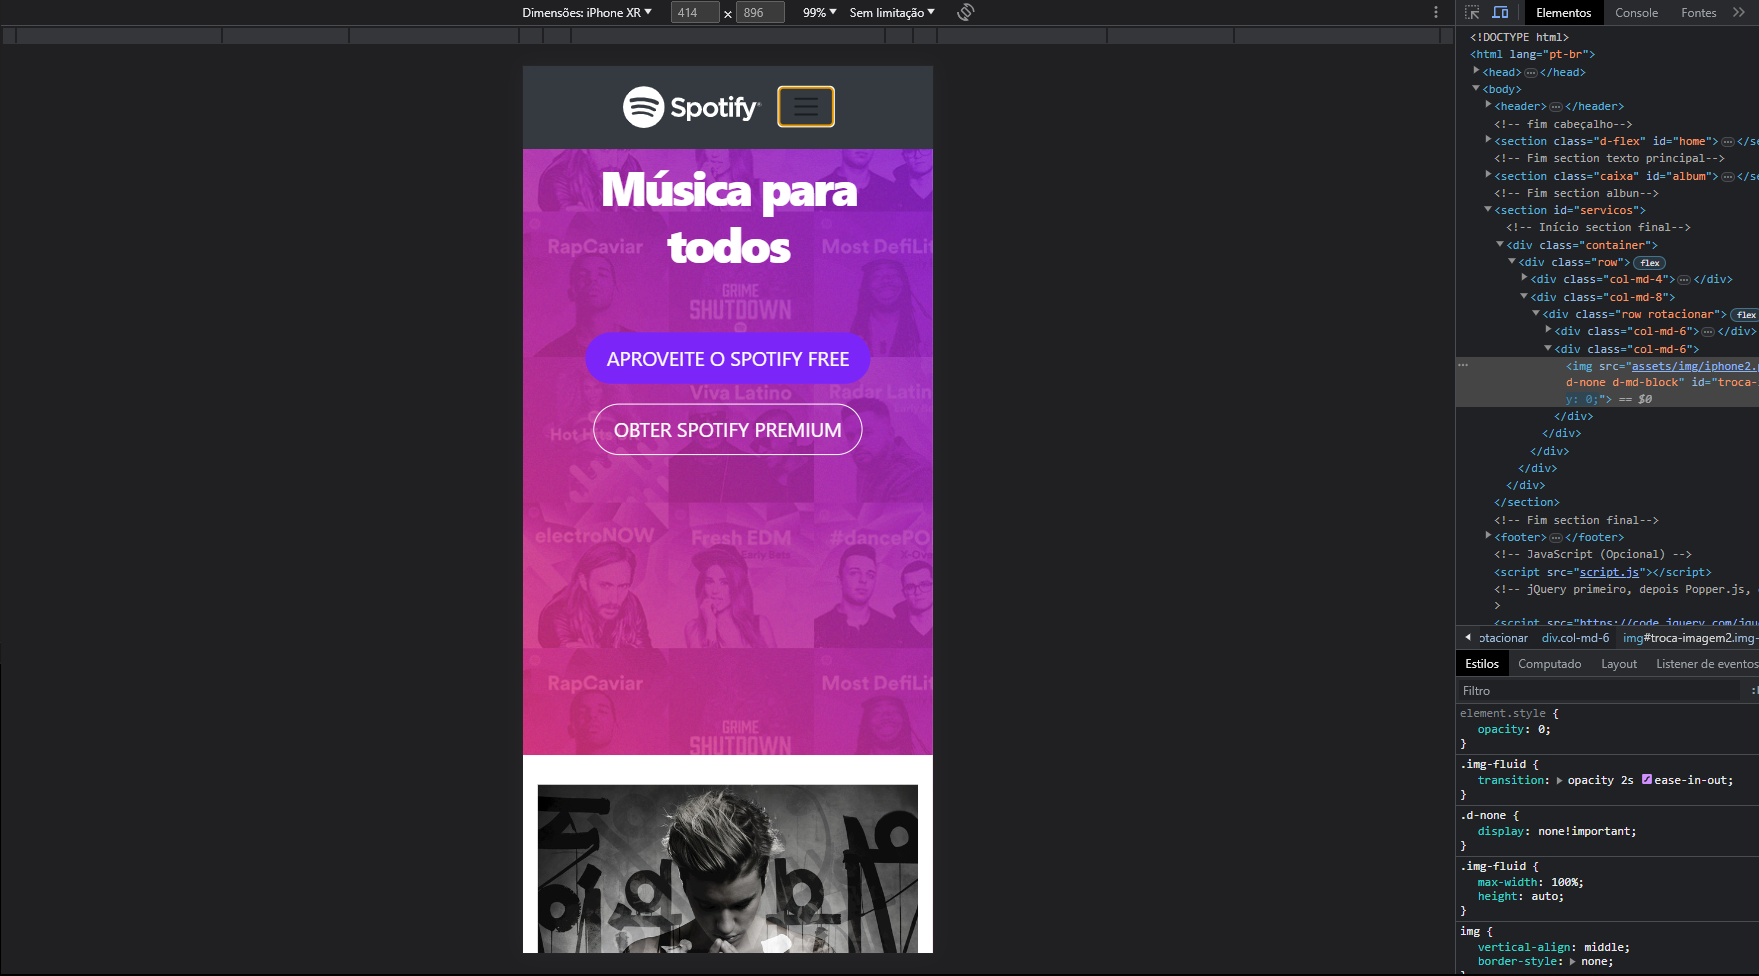 Dimensões: iPhone XR ▼ 414 × 896 99% ▼ Sem limitação ▼
Spotify
Música para
todos
RapCaviar
Most DefiLit
GRIME
SHUTDOWN
APROVEITE O SPOTIFY FREE
Viva Latino
Radar Latin
OBTER SPOTIFY PREMIUM
Hot Hits
electroNOW
Fresh EDM
Early Bets
#dancePO
X-Ove
RapCaviar
Most DefiLit
GRIME
SHUTDOWN
Elementos Console Fontes
<!DOCTYPE html>
<html lang="pt-br">
<head> ⋯ </head>
<body>
<header> ⋯ </header>
<!-- fim cabeçalho-->
<section class="d-flex" id="home"> ⋯ </se
<!-- Fim section texto principal-->
<section class="caixa" id="album"> ⋯ </se
<!-- Fim section albun-->
<section id="servicos">
<!-- Início section final-->
<div class="container">
<div class="row"> flex
<div class="col-md-4"> ⋯ </div>
<div class="col-md-8">
<div class="row rotacionar"> flex
<div class="col-md-6"> ⋯ </div>
<div class="col-md-6">
<img src="assets/img/iphone2.
d-none d-md-block" id="troca-
y: 0;"> == $0
</div>
</div>
</div>
</div>
</div>
</section>
<!-- Fim section final-->
<footer> ⋯ </footer>
<!-- JavaScript (Opcional) -->
<script src="script.js"></script>
<!-- jQuery primeiro, depois Popper.js,
>
<script src="https://code.jquery.com/jqu
otacionar div.col-md-6 img#troca-imagem2.img-
Estilos Computado Layout Listener de eventos
Filtro
element.style {
opacity: 0;
}
.img-fluid {
transition: opacity 2s ease-in-out;
}
.d-none {
display: none!important;
}
.img-fluid {
max-width: 100%;
height: auto;
}
img {
vertical-align: middle;
border-style: none;